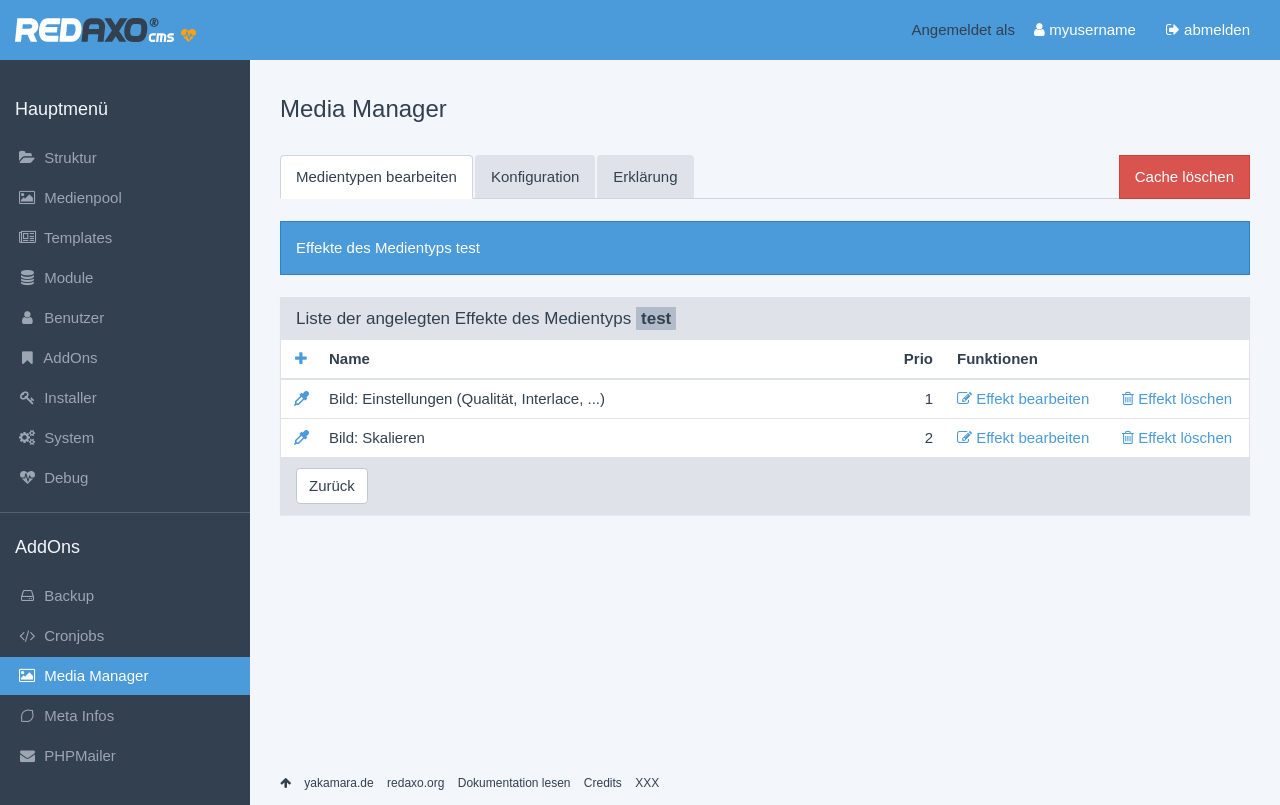 REDAXO® cms
Angemeldet als myusername abmelden
Hauptmenü
Struktur
Medienpool
Templates
Module
Benutzer
AddOns
Installer
System
Debug
AddOns
Backup
Cronjobs
Media Manager
Meta Infos
PHPMailer
Media Manager
Medientypen bearbeiten Konfiguration Erklärung Cache löschen
Effekte des Medientyps test
Liste der angelegten Effekte des Medientyps test
Name Prio Funktionen
Bild: Einstellungen (Qualität, Interlace, ...) 1 Effekt bearbeiten Effekt löschen
Bild: Skalieren 2 Effekt bearbeiten Effekt löschen
Zurück
yakamara.de redaxo.org Dokumentation lesen Credits XXX